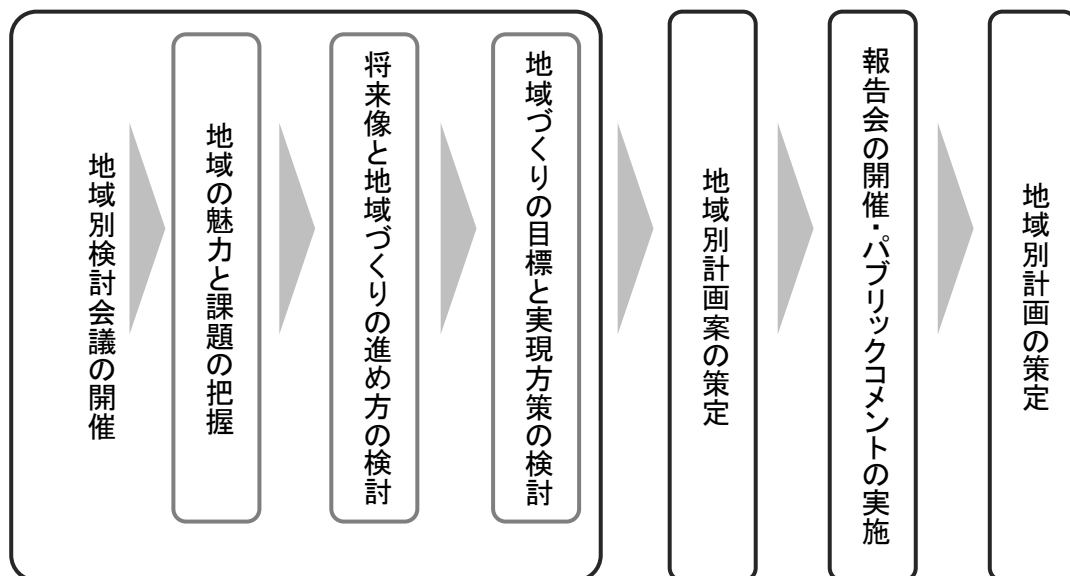 地域別検討会議の開催
地域の魅力と課題の把握
将来像と地域づくりの進め方の検討
地域づくりの目標と実現方策の検討
地域別計画案の策定
報告会の開催・パブリックコメントの実施
地域別計画の策定